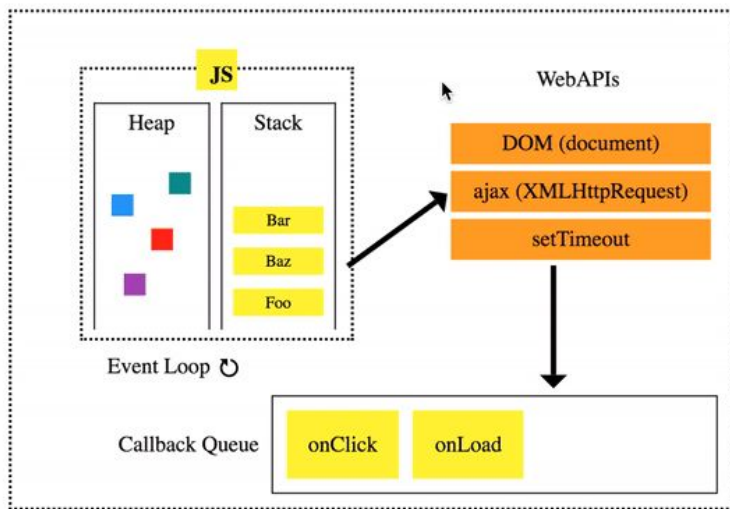 JS
Heap
Stack
Bar
Baz
Foo
WebAPIs
DOM (document)
ajax (XMLHttpRequest)
setTimeout
Event Loop ↻
Callback Queue
onClick
onLoad